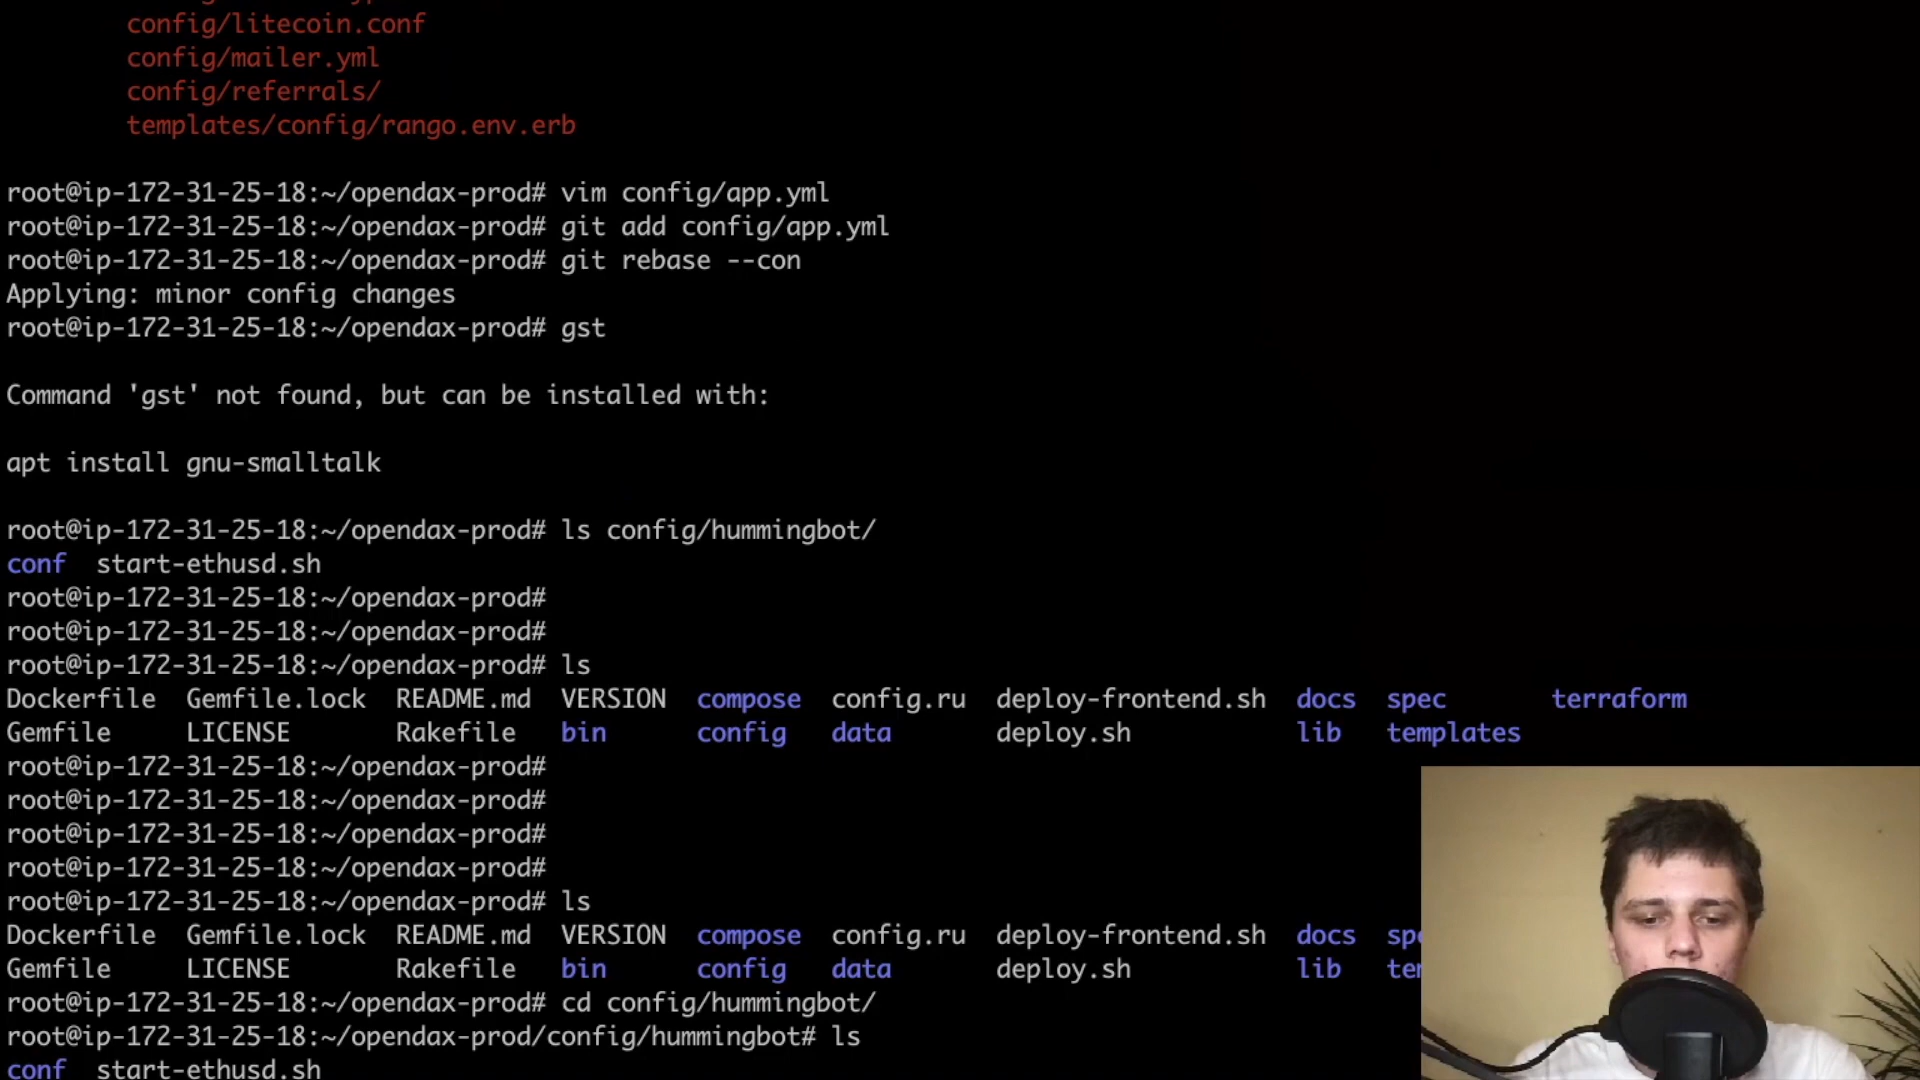 config/litecoin.conf
config/mailer.yml
config/referrals/
templates/config/rango.env.erb
root@ip-172-31-25-18:~/opendax-prod# vim config/app.yml
root@ip-172-31-25-18:~/opendax-prod# git add config/app.yml
root@ip-172-31-25-18:~/opendax-prod# git rebase --con
Applying: minor config changes
root@ip-172-31-25-18:~/opendax-prod# gst
Command 'gst' not found, but can be installed with:
apt install gnu-smalltalk
root@ip-172-31-25-18:~/opendax-prod# ls config/hummingbot/
conf  start-ethusd.sh
root@ip-172-31-25-18:~/opendax-prod#
root@ip-172-31-25-18:~/opendax-prod#
root@ip-172-31-25-18:~/opendax-prod# ls
Dockerfile  Gemfile.lock  README.md  VERSION  compose  config.ru  deploy-frontend.sh  docs  spec  terraform
Gemfile  LICENSE  Rakefile  bin  config  data  deploy.sh  lib  templates
root@ip-172-31-25-18:~/opendax-prod#
root@ip-172-31-25-18:~/opendax-prod#
root@ip-172-31-25-18:~/opendax-prod#
root@ip-172-31-25-18:~/opendax-prod#
root@ip-172-31-25-18:~/opendax-prod# ls
Dockerfile  Gemfile.lock  README.md  VERSION  compose  config.ru  deploy-frontend.sh  docs
Gemfile  LICENSE  Rakefile  bin  config  data  deploy.sh  lib
root@ip-172-31-25-18:~/opendax-prod# cd config/hummingbot/
root@ip-172-31-25-18:~/opendax-prod/config/hummingbot# ls
conf  start-ethusd.sh